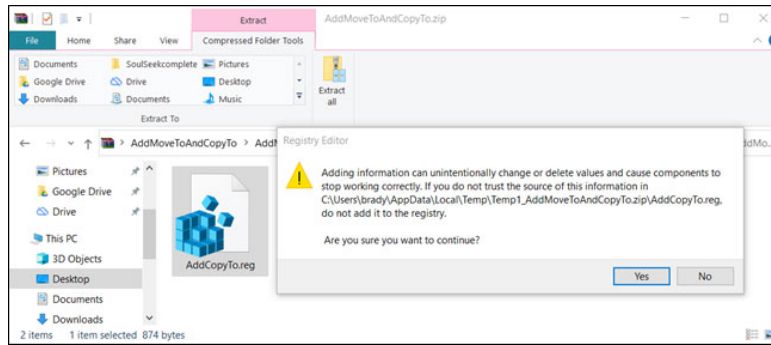 Extract
AddMoveToAndCopyTo.zip
File Home Share View Compressed Folder Tools
Documents SoulSeekcomplete Pictures
Google Drive Drive Desktop
Downloads Documents Music
Extract all
Extract To
AddMoveToAndCopyTo
Registry Editor
Pictures
Google Drive
Drive
This PC
3D Objects
Desktop
Documents
Downloads
AddCopyTo.reg
Adding information can unintentionally change or delete values and cause components to
stop working correctly. If you do not trust the source of this information in
C:\Users\brady\AppData\Local\Temp\Temp1_AddMoveToAndCopyTo.zip\AddCopyTo.reg,
do not add it to the registry.
Are you sure you want to continue?
Yes No
2 items 1 item selected 874 bytes